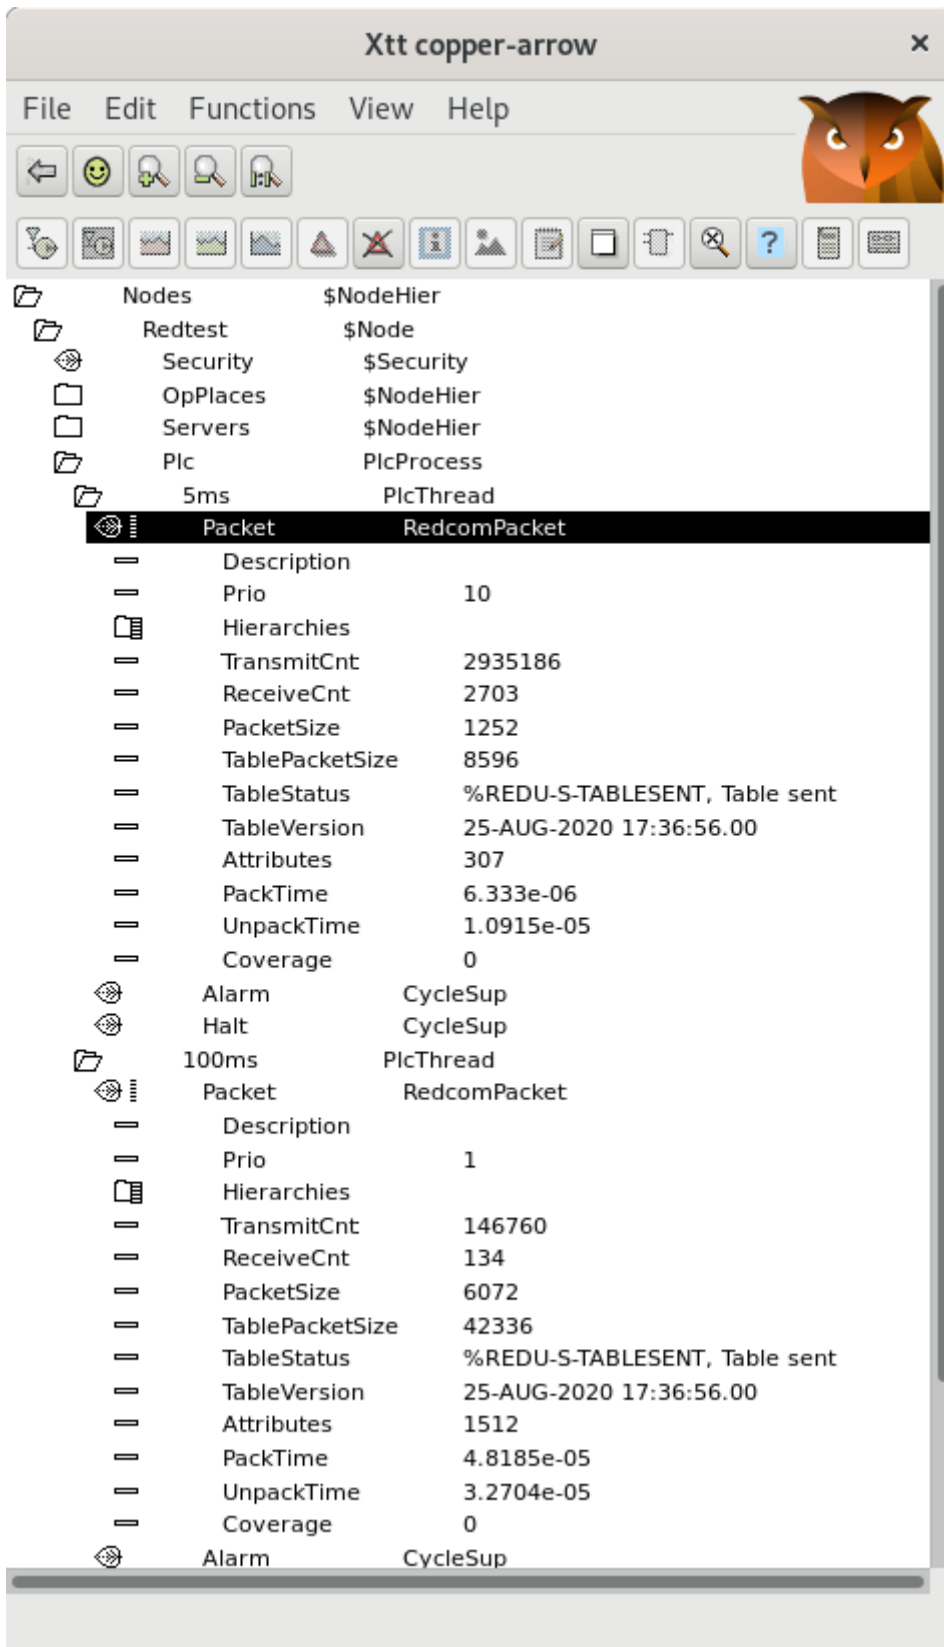 Xtt copper-arrow ×
File Edit Functions View Help
Nodes $NodeHier
Redtest $Node
Security $Security
OpPlaces $NodeHier
Servers $NodeHier
Plc PlcProcess
5ms PlcThread
Packet RedcomPacket
Description
Prio 10
Hierarchies
TransmitCnt 2935186
ReceiveCnt 2703
PacketSize 1252
TablePacketSize 8596
TableStatus %REDU-S-TABLESENT, Table sent
TableVersion 25-AUG-2020 17:36:56.00
Attributes 307
PackTime 6.333e-06
UnpackTime 1.0915e-05
Coverage 0
Alarm CycleSup
Halt CycleSup
100ms PlcThread
Packet RedcomPacket
Description
Prio 1
Hierarchies
TransmitCnt 146760
ReceiveCnt 134
PacketSize 6072
TablePacketSize 42336
TableStatus %REDU-S-TABLESENT, Table sent
TableVersion 25-AUG-2020 17:36:56.00
Attributes 1512
PackTime 4.8185e-05
UnpackTime 3.2704e-05
Coverage 0
Alarm CycleSup